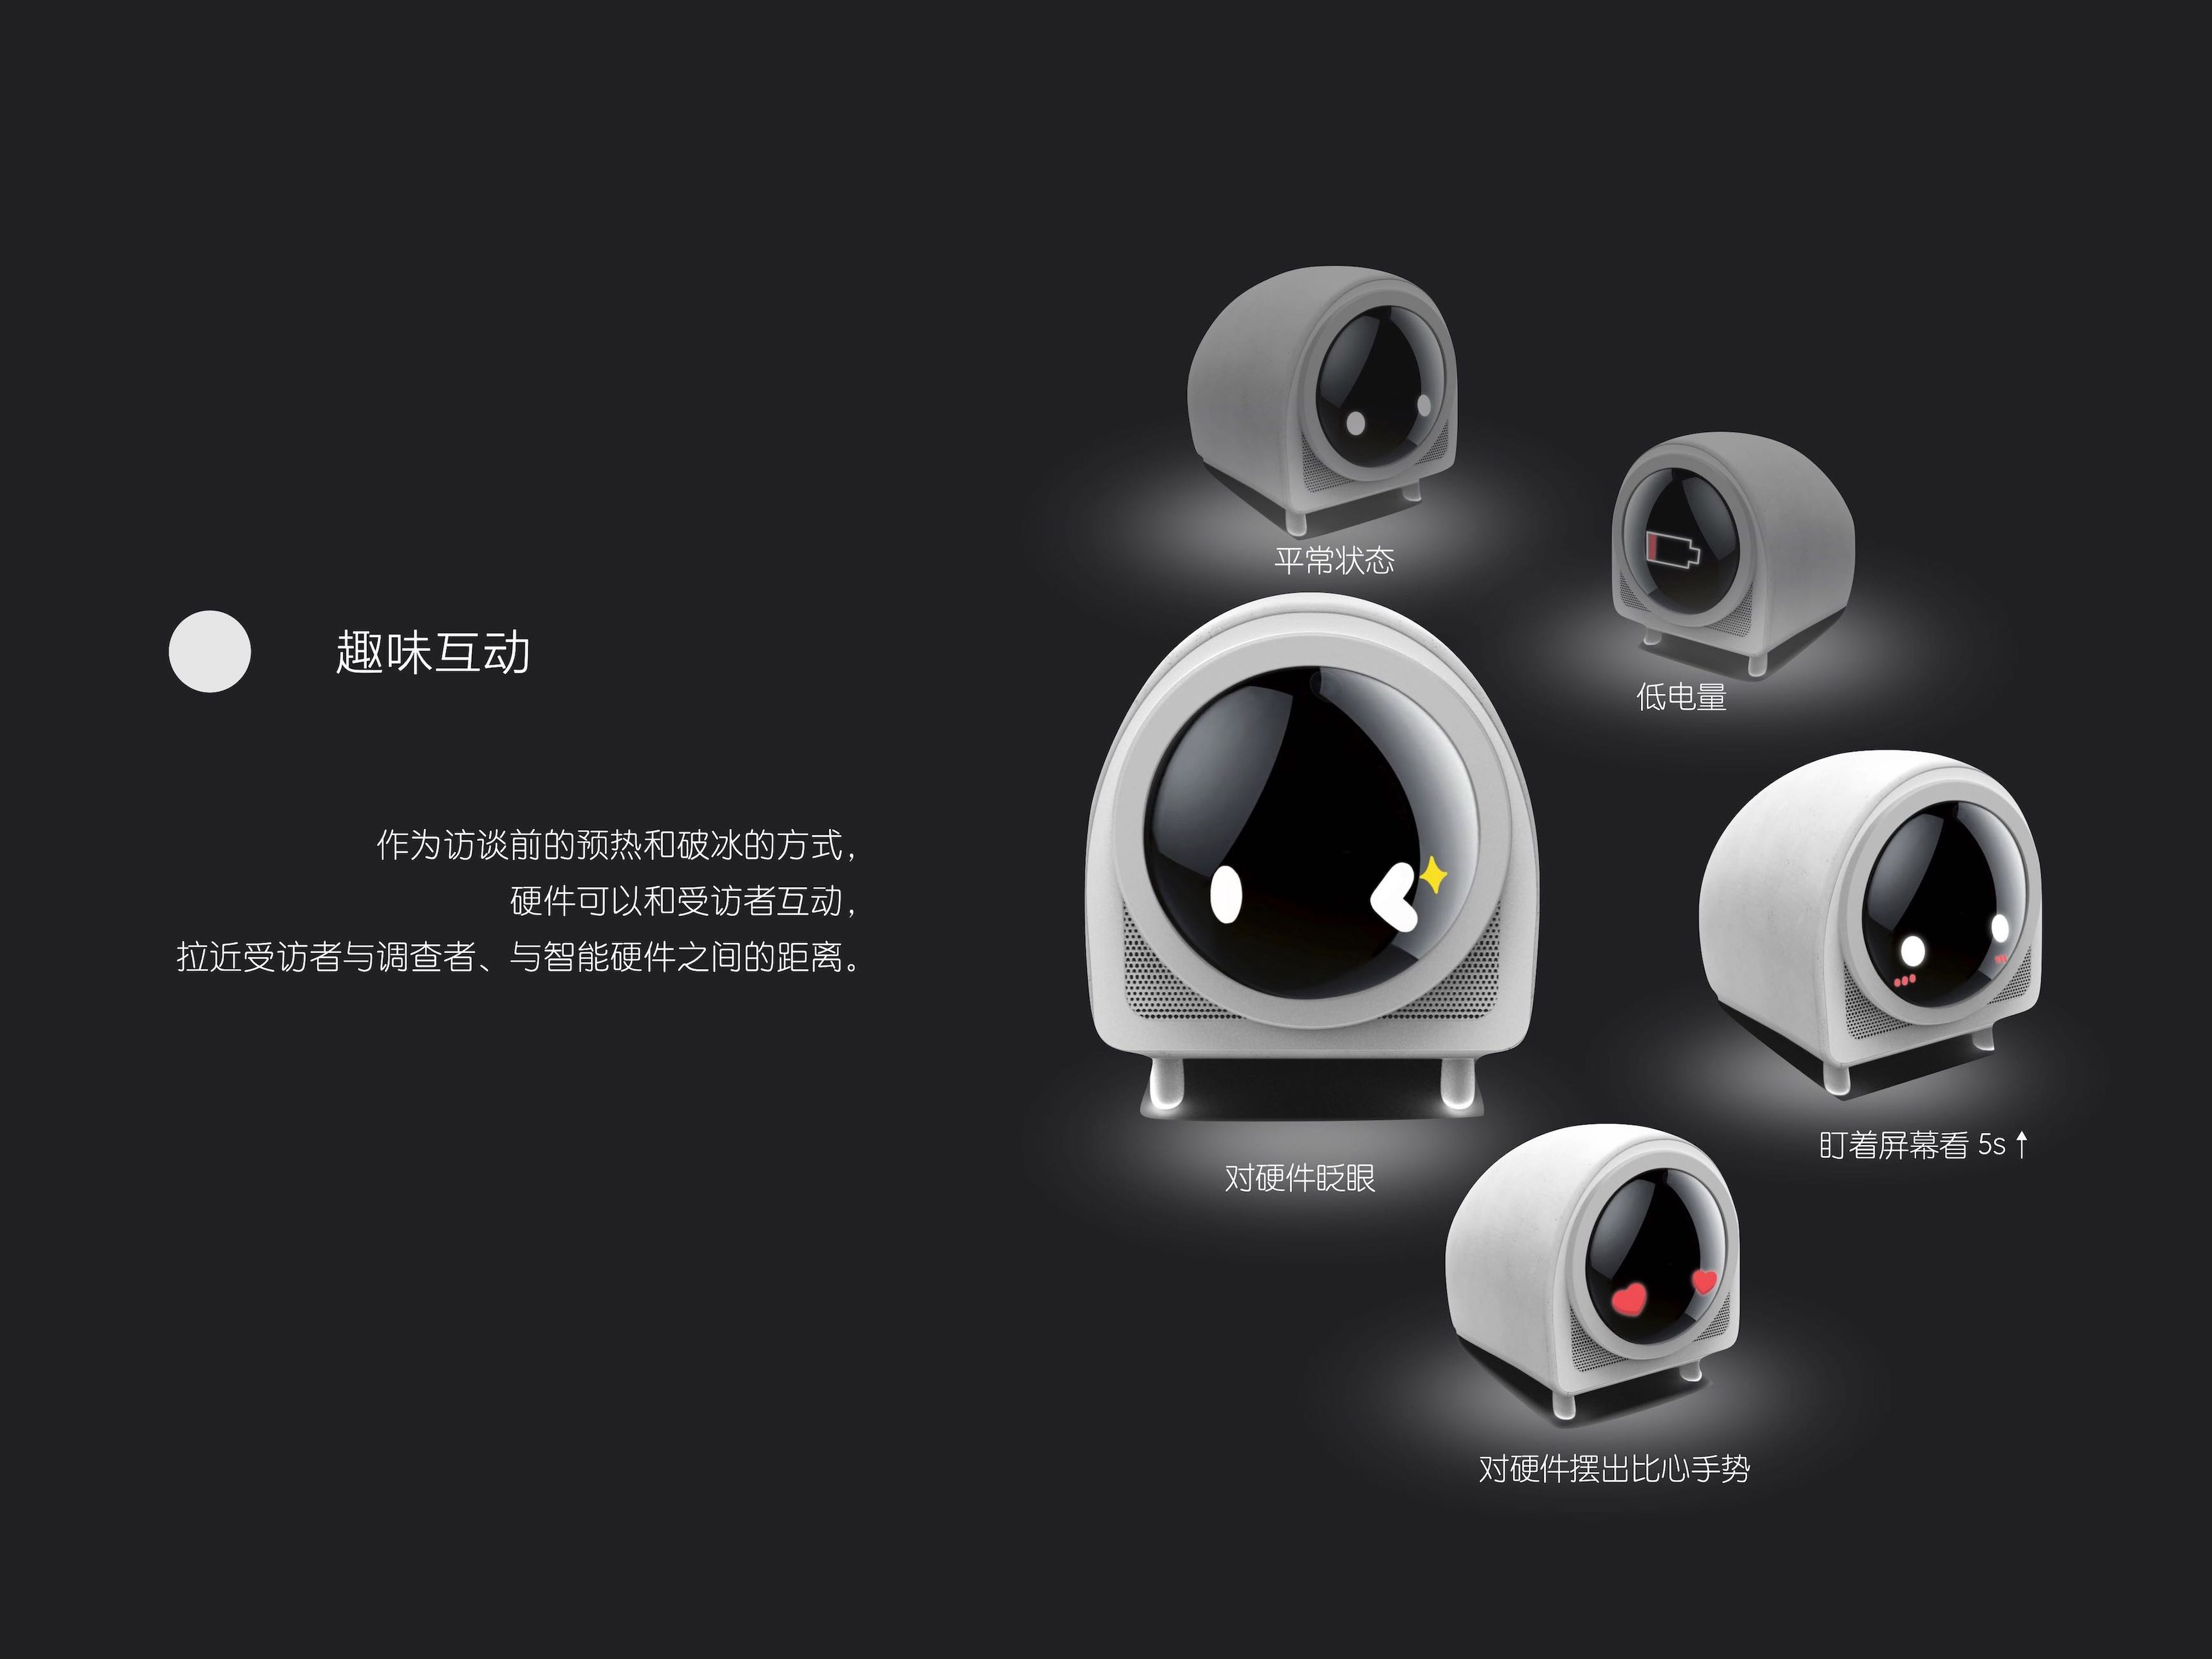 趣味互动
作为访谈前的预热和破冰的方式，
硬件可以和受访者互动，
拉近受访者与调查者、与智能硬件之间的距离。
平常状态
低电量
对硬件眨眼
盯着屏幕看 5s ↑
对硬件摆出比心手势